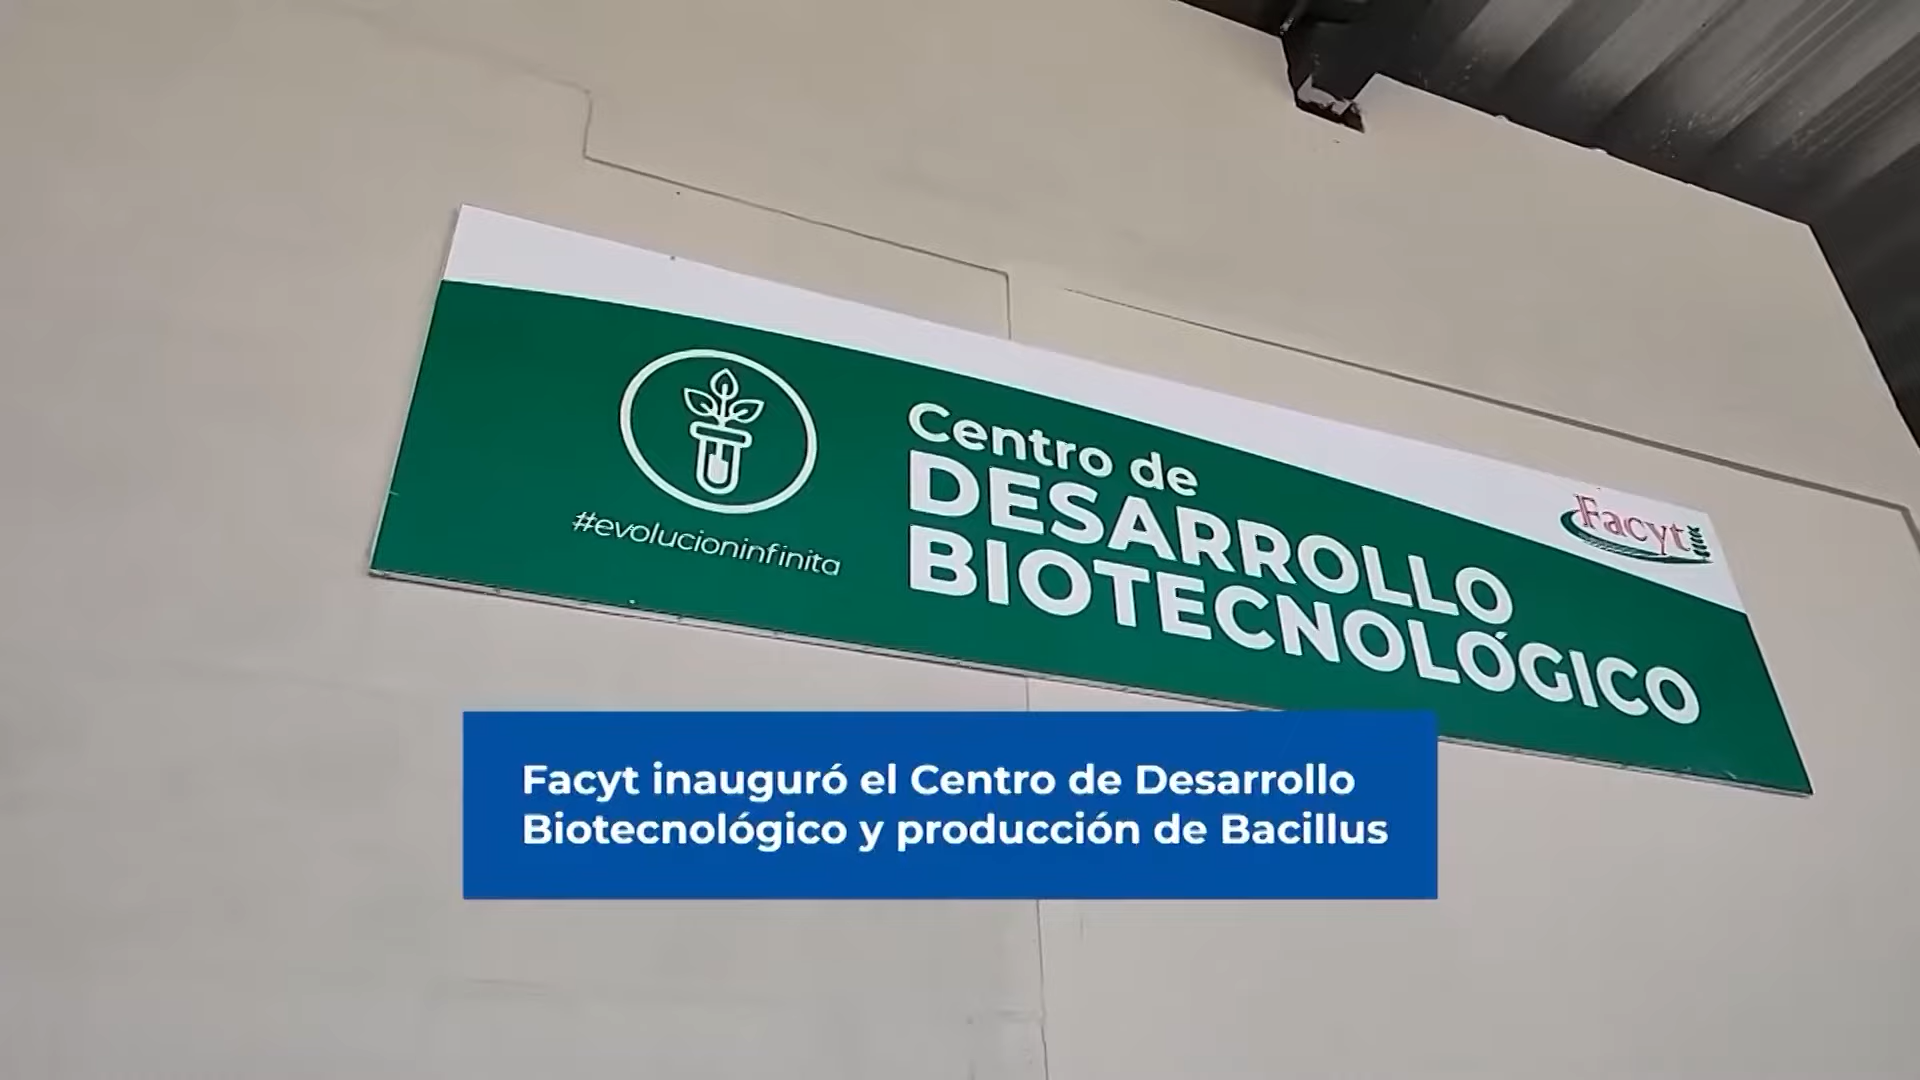 Facyt
#evolucioninfinita
Centro de
DESARROLLO
BIOTECNOLÓGICO
Facyt inauguró el Centro de Desarrollo
Biotecnológico y producción de Bacillus